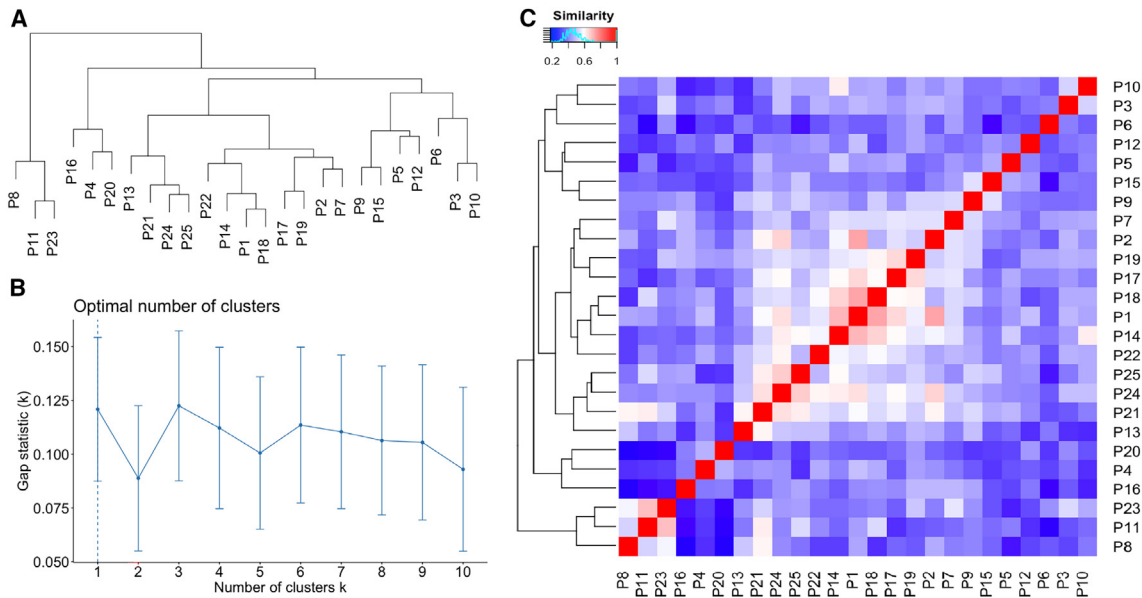 A
P8
P11
P23
P16
P4
P20
P13
P21
P24
P25
P22
P14
P1
P18
P17
P19
P2
P7
P9
P15
P5
P12
P6
P3
P10
B
Optimal number of clusters
Gap statistic (k)
0.150
0.125
0.100
0.075
0.050
1 2 3 4 5 6 7 8 9 10
Number of clusters k
C
Similarity
0.2 0.6 1
P10
P3
P6
P12
P5
P15
P9
P7
P2
P19
P17
P18
P1
P14
P22
P25
P24
P21
P13
P20
P4
P16
P23
P11
P8
P8 P11 P23 P16 P4 P20 P13 P21 P24 P25 P22 P14 P1 P18 P17 P19 P2 P7 P9 P15 P5 P12 P6 P3 P10